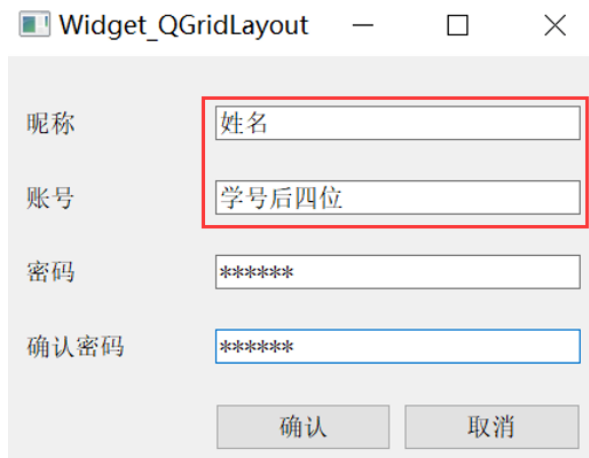 Widget_QGridLayout
昵称 姓名
账号 学号后四位
密码 ******
确认密码 ******
确认 取消